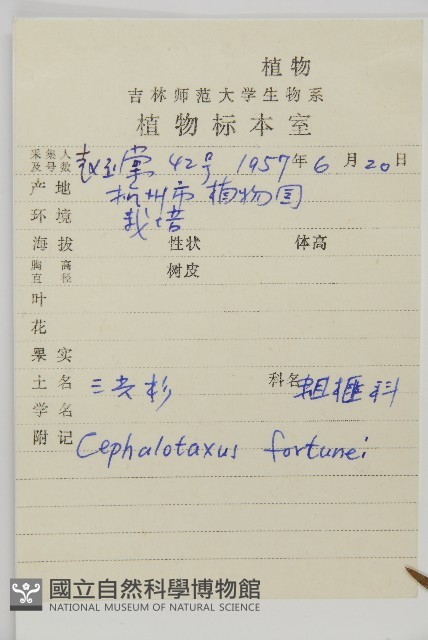 植物
吉林师范大学生物系
植物标本室
采集人及号数 赵玉棠 42号 1957年6月20日
产地 杭州市植物园
环境 栽培
海拔 性状 体高
胸高直径 树皮
叶
花
果实
土名 三尖杉 科名 粗榧科
学名
附记 Cephalotaxus fortunei
國立自然科學博物館
NATIONAL MUSEUM OF NATURAL SCIENCE